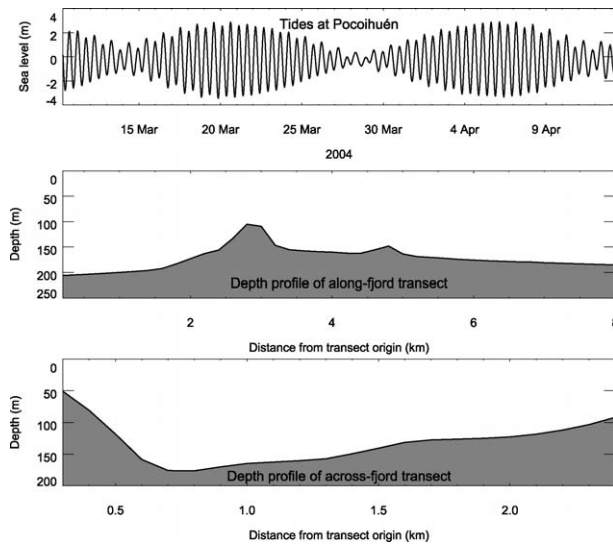 4
2
0
-2
-4
Sea level (m)
Tides at Pocoihuén
15 Mar 20 Mar 25 Mar 30 Mar 4 Apr 9 Apr
2004
0
50
100
150
200
250
Depth (m)
Depth profile of along-fjord transect
2 4 6 8
Distance from transect origin (km)
0
50
100
150
200
Depth (m)
Depth profile of across-fjord transect
0.5 1.0 1.5 2.0
Distance from transect origin (km)